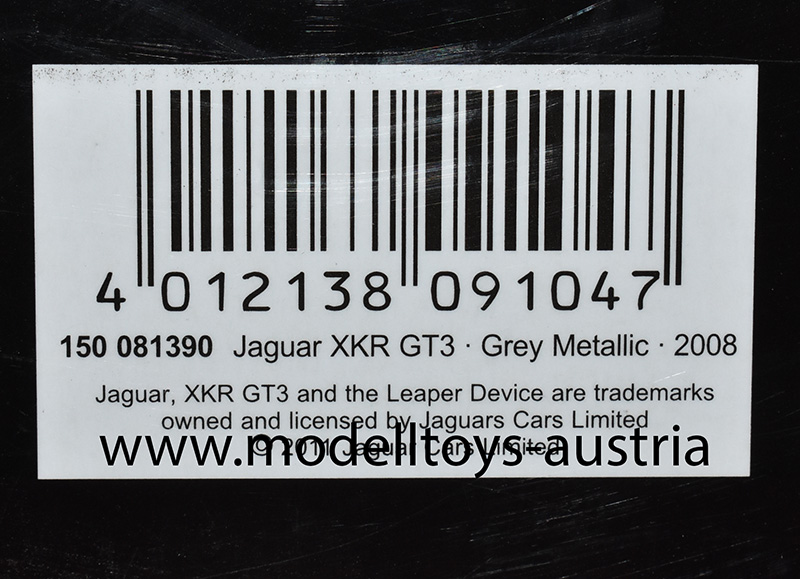 4 012138 091047
150 081390 Jaguar XKR GT3 · Grey Metallic · 2008
Jaguar, XKR GT3 and the Leaper Device are trademarks
owned and licensed by Jaguars Cars Limited
© 2011 Jaguar Cars Limited
www.modelltoys-austria